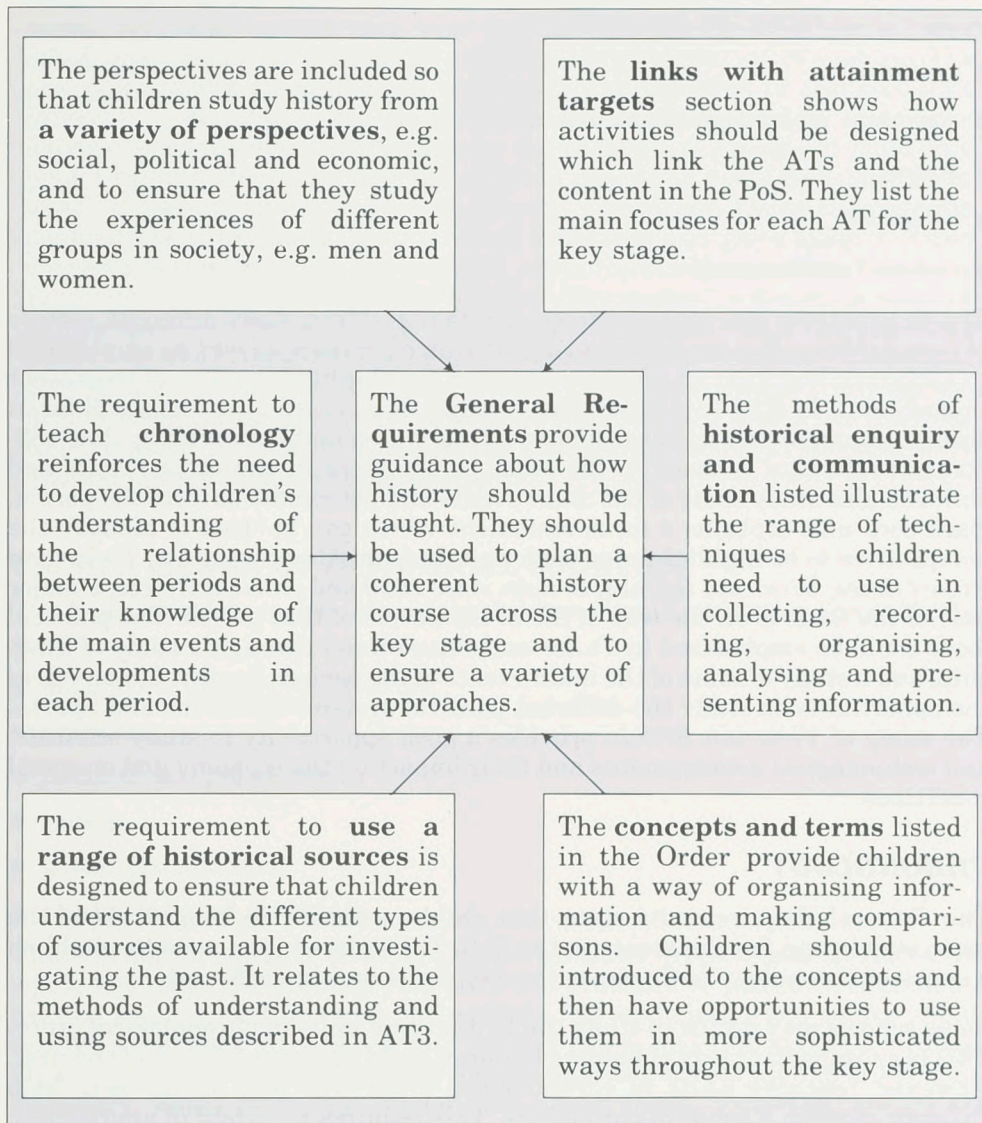 The perspectives are included so
that children study history from
a variety of perspectives, e.g.
social, political and economic,
and to ensure that they study
the experiences of different
groups in society, e.g. men and
women.
The links with attainment
targets section shows how
activities should be designed
which link the ATs and the
content in the PoS. They list the
main focuses for each AT for the
key stage.
The requirement to
teach chronology
reinforces the need
to develop children's
understanding of
the relationship
between periods and
their knowledge of
the main events and
developments in
each period.
The General Re-
quirements provide
guidance about how
history should be
taught. They should
be used to plan a
coherent history
course across the
key stage and to
ensure a variety of
approaches.
The methods of
historical enquiry
and communica-
tion listed illustrate
the range of tech-
niques children
need to use in
collecting, record-
ing, organising,
analysing and pre-
senting information.
The requirement to use a
range of historical sources is
designed to ensure that children
understand the different types
of sources available for investi-
gating the past. It relates to the
methods of understanding and
using sources described in AT3.
The concepts and terms listed
in the Order provide children
with a way of organising infor-
mation and making compari-
sons. Children should be
introduced to the concepts and
then have opportunities to use
them in more sophisticated
ways throughout the key stage.